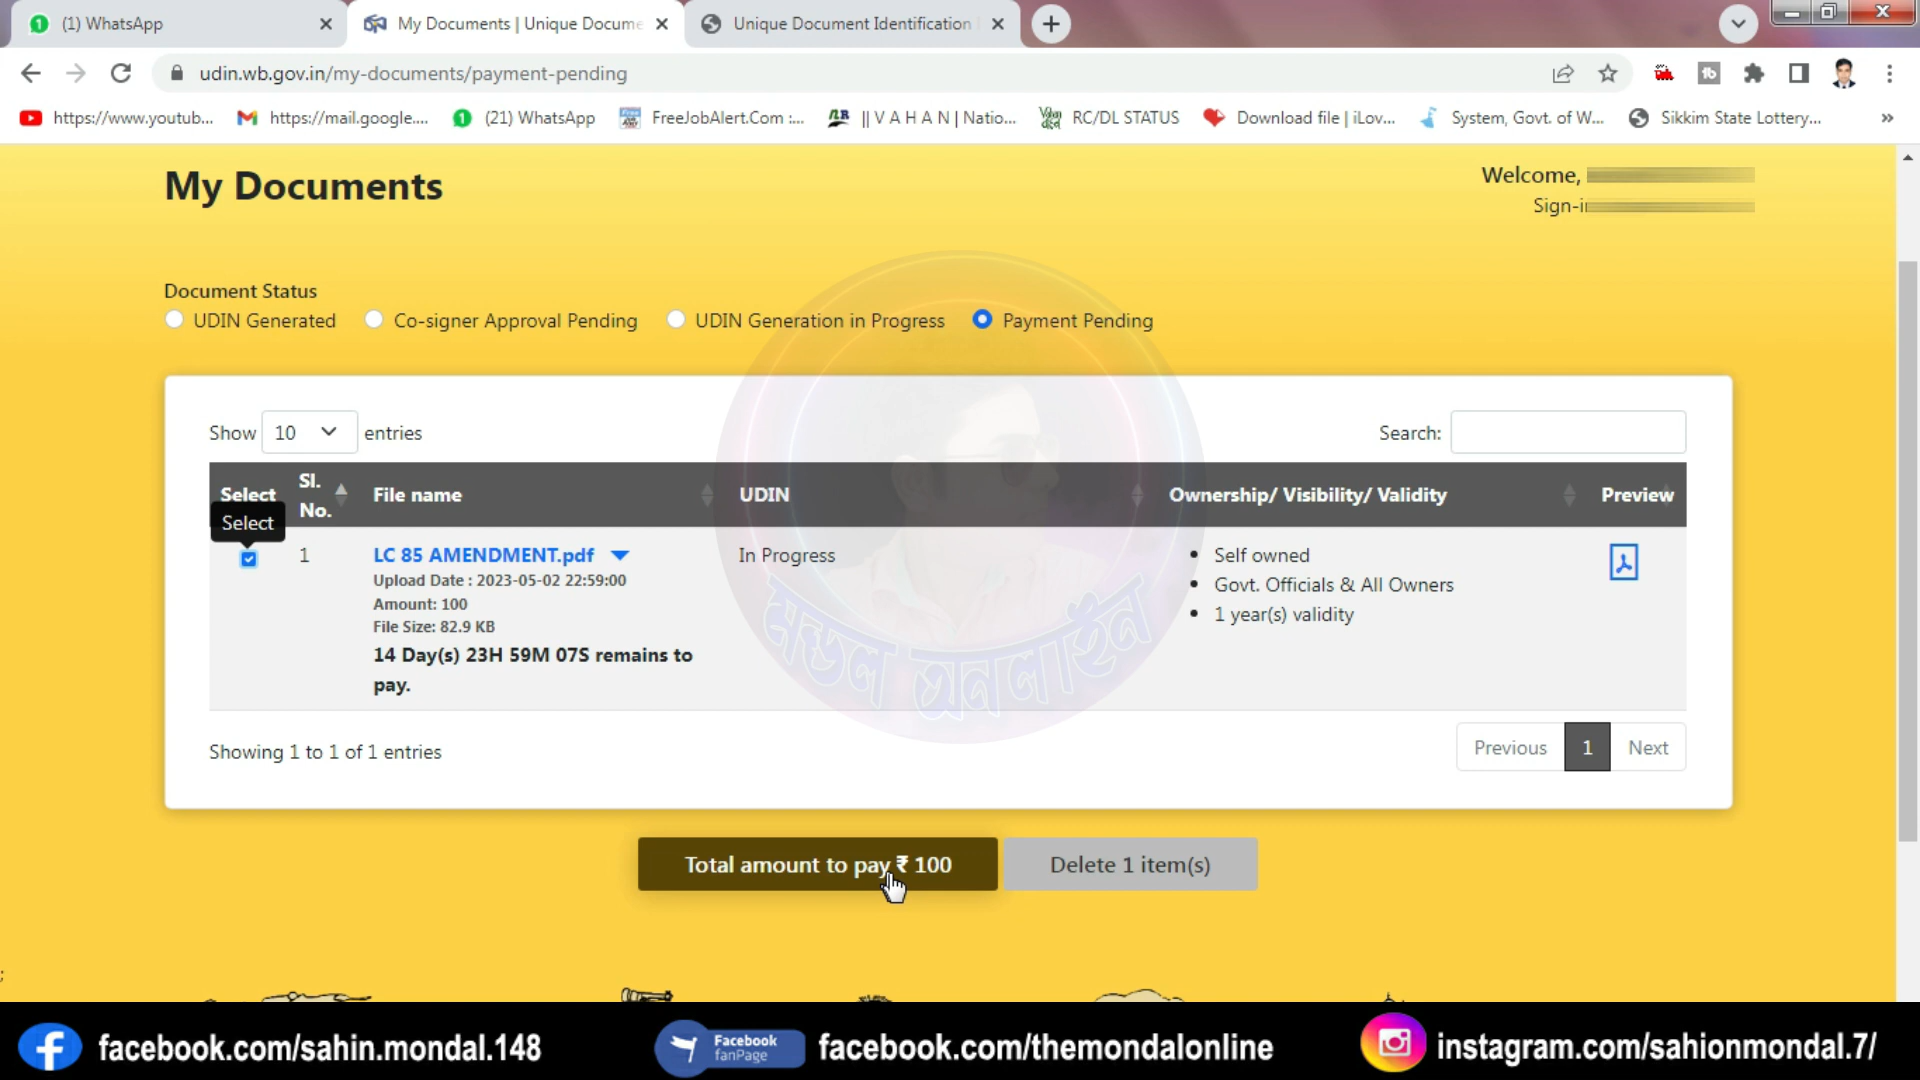 (1) WhatsApp
My Documents | Unique Docume
Unique Document Identification
udin.wb.gov.in/my-documents/payment-pending
https://www.youtub...
https://mail.google....
(21) WhatsApp
FreeJobAlert.Com :...
|| V A H A N | Natio...
RC/DL STATUS
Download file | iLov...
System, Govt. of W...
Sikkim State Lottery...
»
My Documents
Welcome,
Sign-i
Document Status
UDIN Generated
Co-signer Approval Pending
UDIN Generation in Progress
Payment Pending
Show 10 entries
Search:
Select
Sl. No.
File name
UDIN
Ownership/ Visibility/ Validity
Preview
Select
1
LC 85 AMENDMENT.pdf
Upload Date : 2023-05-02 22:59:00
Amount: 100
File Size: 82.9 KB
14 Day(s) 23H 59M 07S remains to
pay.
In Progress
Self owned
Govt. Officials & All Owners
1 year(s) validity
মণ্ডল অনলাইন
Showing 1 to 1 of 1 entries
Previous 1 Next
Total amount to pay ₹ 100
Delete 1 item(s)
;
facebook.com/sahin.mondal.148
Facebook
fanPage
facebook.com/themondalonline
instagram.com/sahionmondal.7/